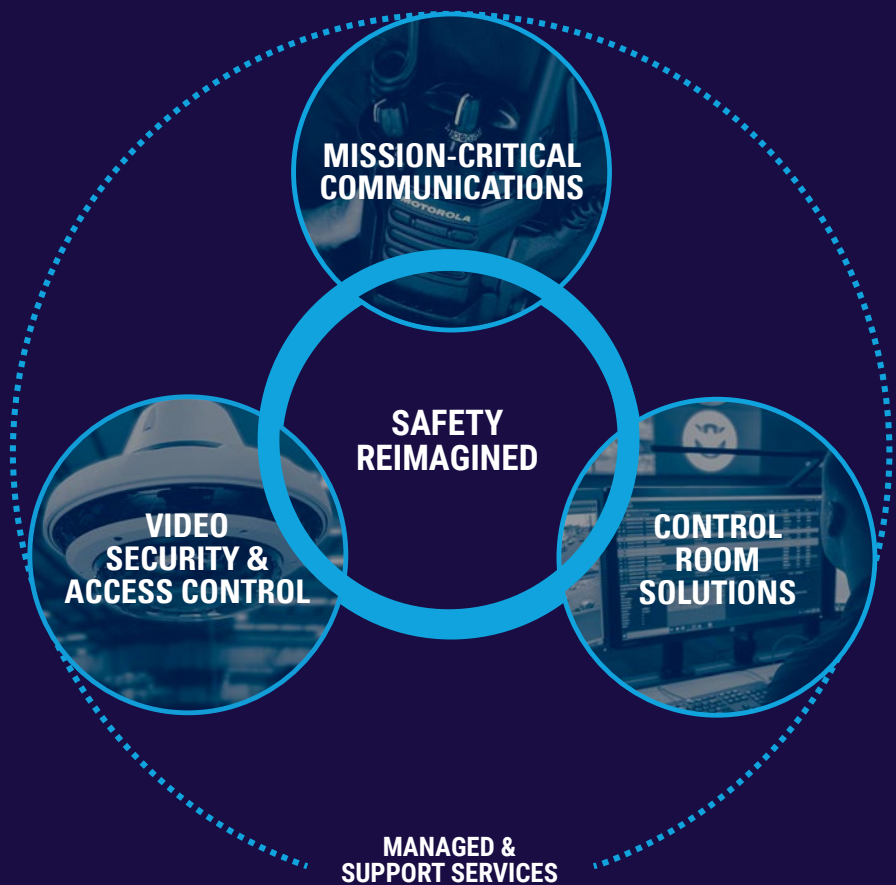 MISSION-CRITICAL
COMMUNICATIONS
MOTOROLA
SAFETY
REIMAGINED
VIDEO
SECURITY &
ACCESS CONTROL
CONTROL
ROOM
SOLUTIONS
MANAGED &
SUPPORT SERVICES